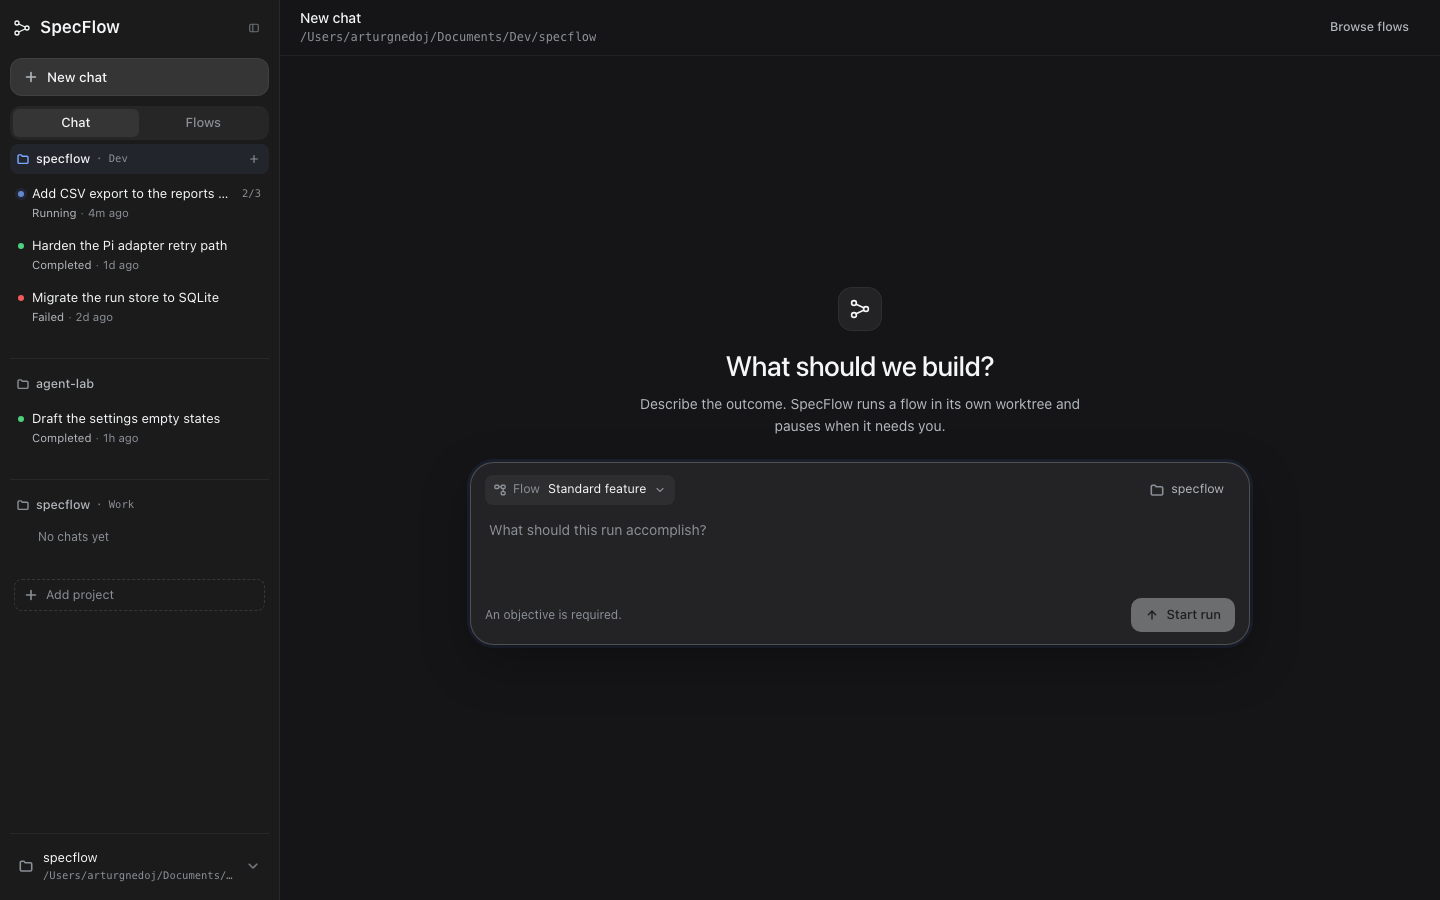 SpecFlow
New chat
Chat
Flows
specflow · Dev
Add CSV export to the reports ... 2/3
Running · 4m ago
Harden the Pi adapter retry path
Completed · 1d ago
Migrate the run store to SQLite
Failed · 2d ago
agent-lab
Draft the settings empty states
Completed · 1h ago
specflow · Work
No chats yet
Add project
specflow
/Users/arturgnedoj/Documents/…
New chat
/Users/arturgnedoj/Documents/Dev/specflow
Browse flows
What should we build?
Describe the outcome. SpecFlow runs a flow in its own worktree and
pauses when it needs you.
Flow Standard feature
specflow
What should this run accomplish?
An objective is required.
Start run